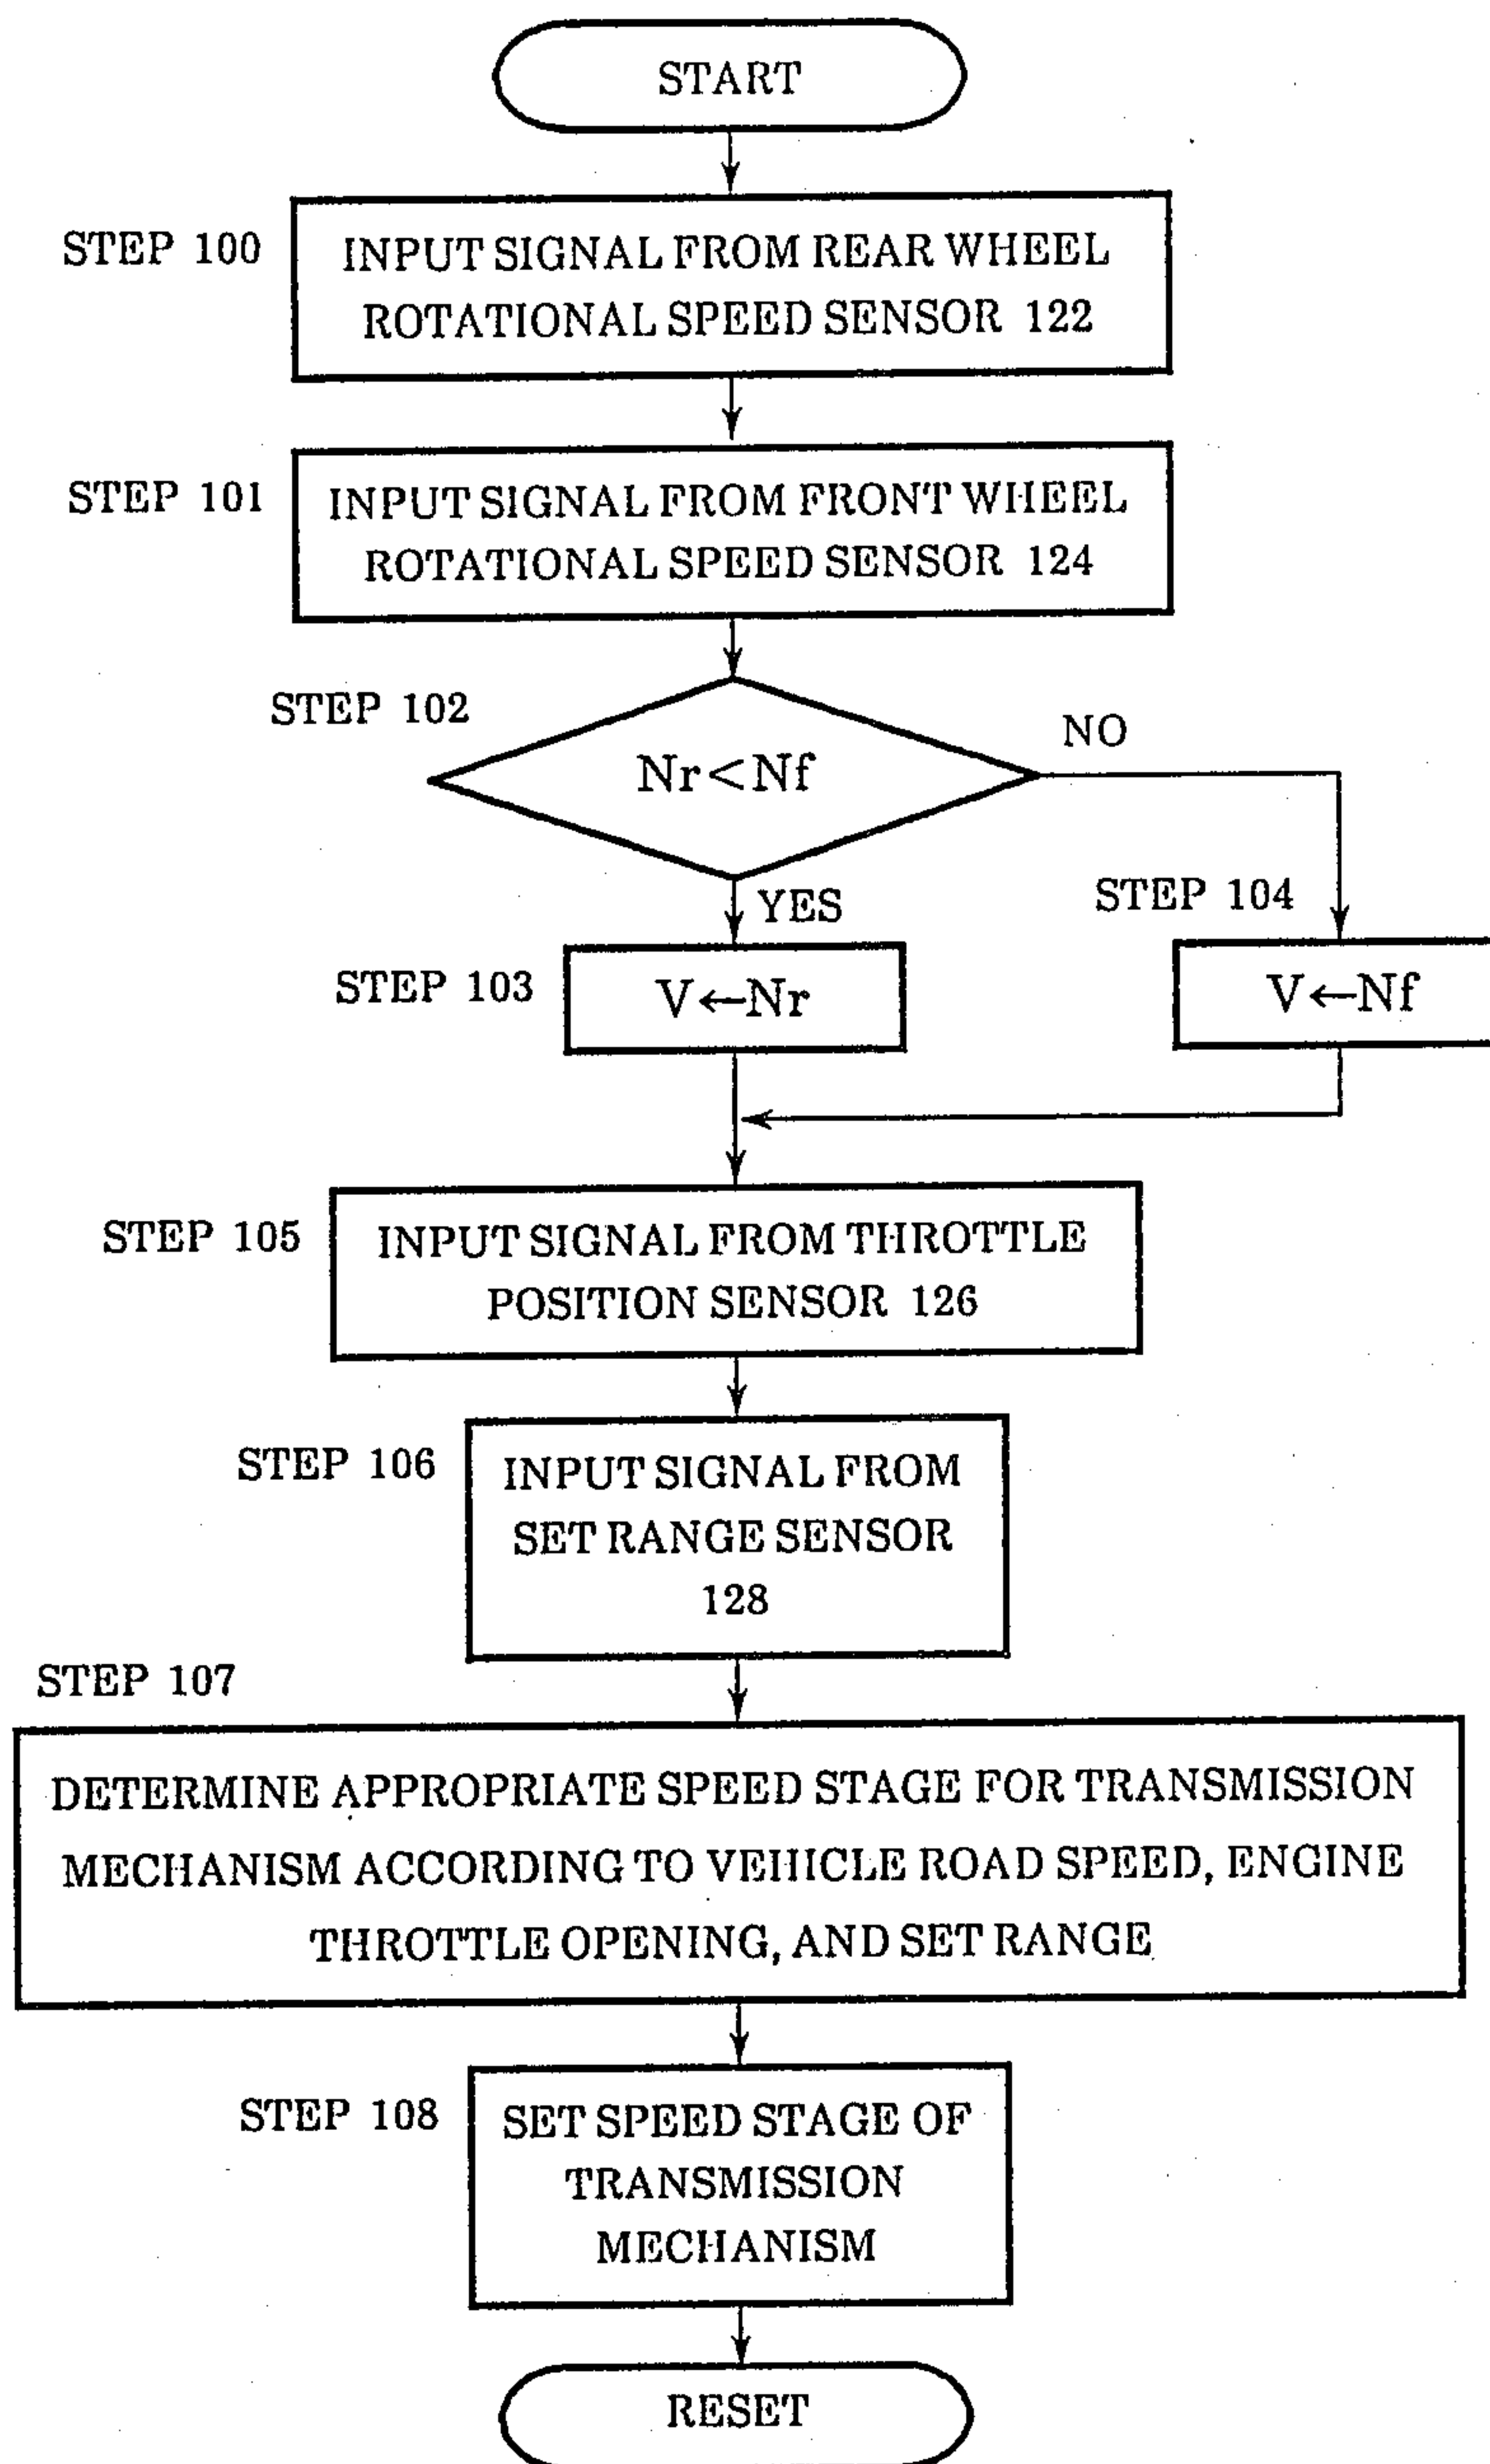 START
STEP 100
INPUT SIGNAL FROM REAR WHEEL
ROTATIONAL SPEED SENSOR 122
STEP 101
INPUT SIGNAL FROM FRONT WHEEL
ROTATIONAL SPEED SENSOR 124
STEP 102
Nr<Nf
NO
YES
STEP 103
V←Nr
STEP 104
V←Nf
STEP 105
INPUT SIGNAL FROM THROTTLE
POSITION SENSOR 126
STEP 106
INPUT SIGNAL FROM
SET RANGE SENSOR
128
STEP 107
DETERMINE APPROPRIATE SPEED STAGE FOR TRANSMISSION
MECHANISM ACCORDING TO VEHICLE ROAD SPEED, ENGINE
THROTTLE OPENING, AND SET RANGE
STEP 108
SET SPEED STAGE OF
TRANSMISSION
MECHANISM
RESET